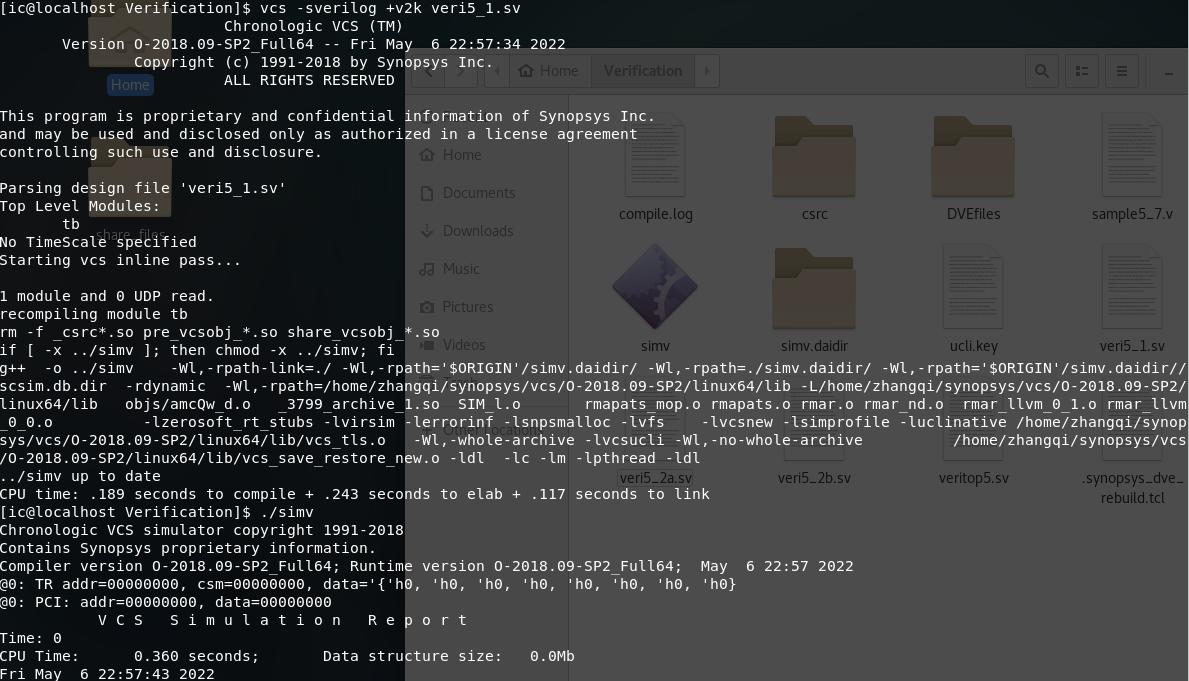 [ic@localhost Verification]$ vcs -sverilog +v2k veri5_1.sv
Chronologic VCS (TM)
Version O-2018.09-SP2_Full64 -- Fri May  6 22:57:34 2022
Copyright (c) 1991-2018 by Synopsys Inc.
ALL RIGHTS RESERVED
This program is proprietary and confidential information of Synopsys Inc.
and may be used and disclosed only as authorized in a license agreement
controlling such use and disclosure.
Parsing design file 'veri5_1.sv'
Top Level Modules:
tb
No TimeScale specified
Starting vcs inline pass...
1 module and 0 UDP read.
recompiling module tb
rm -f _csrc*.so pre_vcsobj_*.so share_vcsobj_*.so
if [ -x ../simv ]; then chmod -x ../simv; fi
g++  -o ../simv    -Wl,-rpath-link=./ -Wl,-rpath='$ORIGIN'/simv.daidir/ -Wl,-rpath=./simv.daidir/ -Wl,-rpath='$ORIGIN'/simv.daidir//
scsim.db.dir  -rdynamic  -Wl,-rpath=/home/zhangqi/synopsys/vcs/O-2018.09-SP2/linux64/lib -L/home/zhangqi/synopsys/vcs/O-2018.09-SP2/
linux64/lib   objs/amcQw_d.o   _3799_archive_1.so  SIM_l.o       rmapats_mop.o rmapats.o rmar.o rmar_nd.o  rmar_llvm_0_1.o rmar_llvm
_0_0.o          -lzerosoft_rt_stubs -lvirsim -lerrorinf -lsnpsmalloc -lvfs    -lvcsnew -lsimprofile -luclinative /home/zhangqi/synop
sys/vcs/O-2018.09-SP2/linux64/lib/vcs_tls.o   -Wl,-whole-archive -lvcsucli -Wl,-no-whole-archive          /home/zhangqi/synopsys/vcs
/O-2018.09-SP2/linux64/lib/vcs_save_restore_new.o -ldl  -lc -lm -lpthread -ldl
../simv up to date
CPU time: .189 seconds to compile + .243 seconds to elab + .117 seconds to link
[ic@localhost Verification]$ ./simv
Chronologic VCS simulator copyright 1991-2018
Contains Synopsys proprietary information.
Compiler version O-2018.09-SP2_Full64; Runtime version O-2018.09-SP2_Full64;  May  6 22:57 2022
@0: TR addr=00000000, csm=00000000, data='{'h0, 'h0, 'h0, 'h0, 'h0, 'h0, 'h0, 'h0}
@0: PCI: addr=00000000, data=00000000
V C S   S i m u l a t i o n   R e p o r t
Time: 0
CPU Time:      0.360 seconds;       Data structure size:   0.0Mb
Fri May  6 22:57:43 2022
Home
share_files
Home
Verification
Home
Documents
Downloads
Music
Pictures
Videos
Other Locations
compile.log
csrc
DVEfiles
sample5_7.v
simv
simv.daidir
ucli.key
veri5_1.sv
veri5_2a.sv
veri5_2b.sv
veritop5.sv
.synopsys_dve_
rebuild.tcl